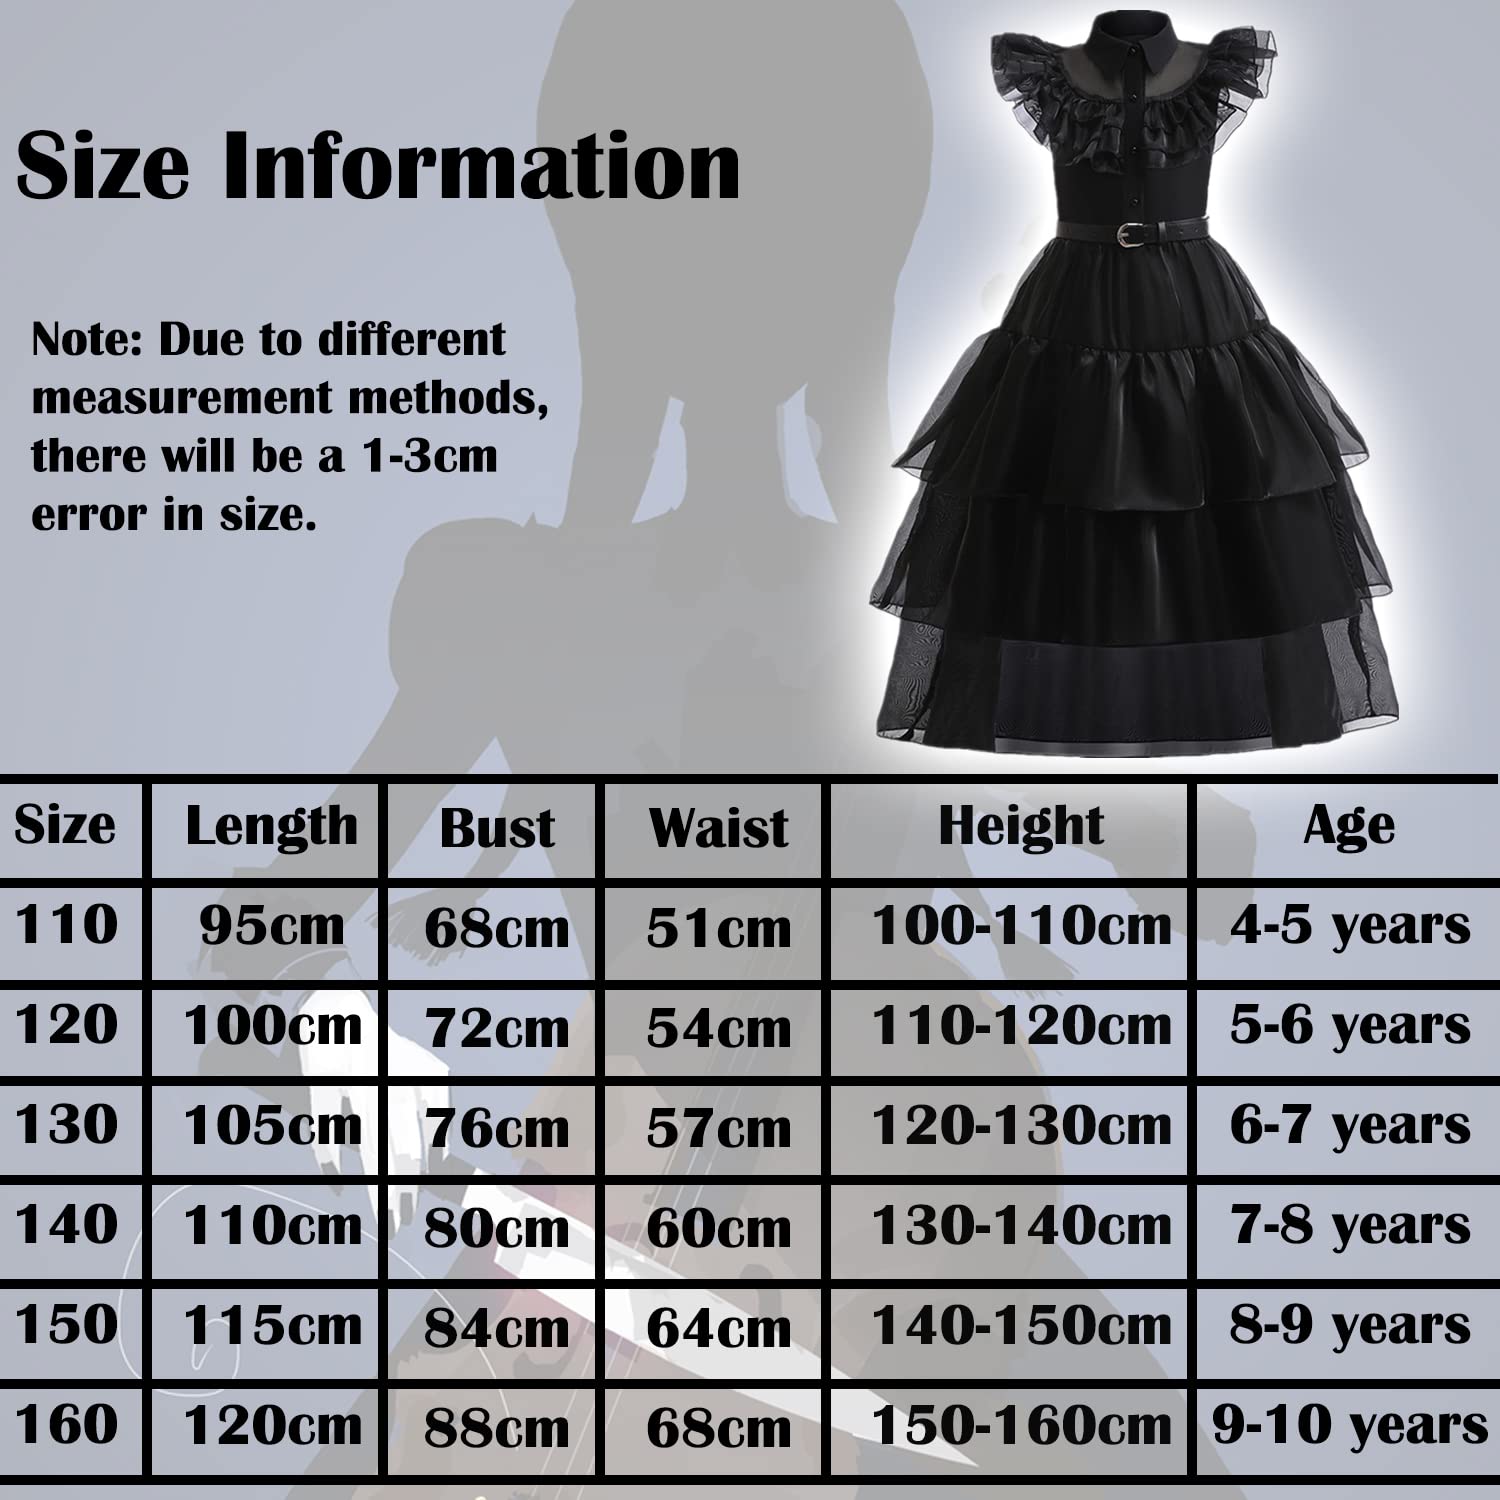 Size Information
Note: Due to different
measurement methods,
there will be a 1-3cm
error in size.
Size Length Bust Waist Height Age
110 95cm 68cm 51cm 100-110cm 4-5 years
120 100cm 72cm 54cm 110-120cm 5-6 years
130 105cm 76cm 57cm 120-130cm 6-7 years
140 110cm 80cm 60cm 130-140cm 7-8 years
150 115cm 84cm 64cm 140-150cm 8-9 years
160 120cm 88cm 68cm 150-160cm 9-10 years